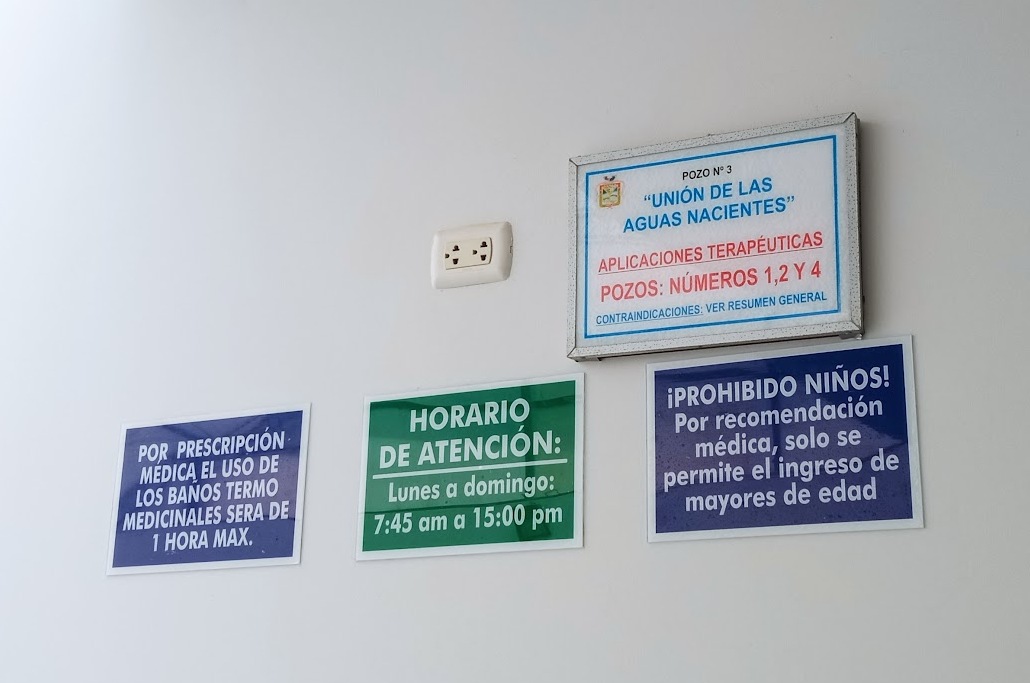 POZO Nº 3
“UNIÓN DE LAS
AGUAS NACIENTES”
APLICACIONES TERAPÉUTICAS
POZOS: NÚMEROS 1,2 Y 4
CONTRAINDICACIONES: VER RESUMEN GENERAL
POR PRESCRIPCIÓN
MÉDICA EL USO DE
LOS BAÑOS TERMO
MEDICINALES SERA DE
1 HORA MAX.
HORARIO
DE ATENCIÓN:
Lunes a domingo:
7:45 am a 15:00 pm
¡PROHIBIDO NIÑOS!
Por recomendación
médica, solo se
permite el ingreso de
mayores de edad